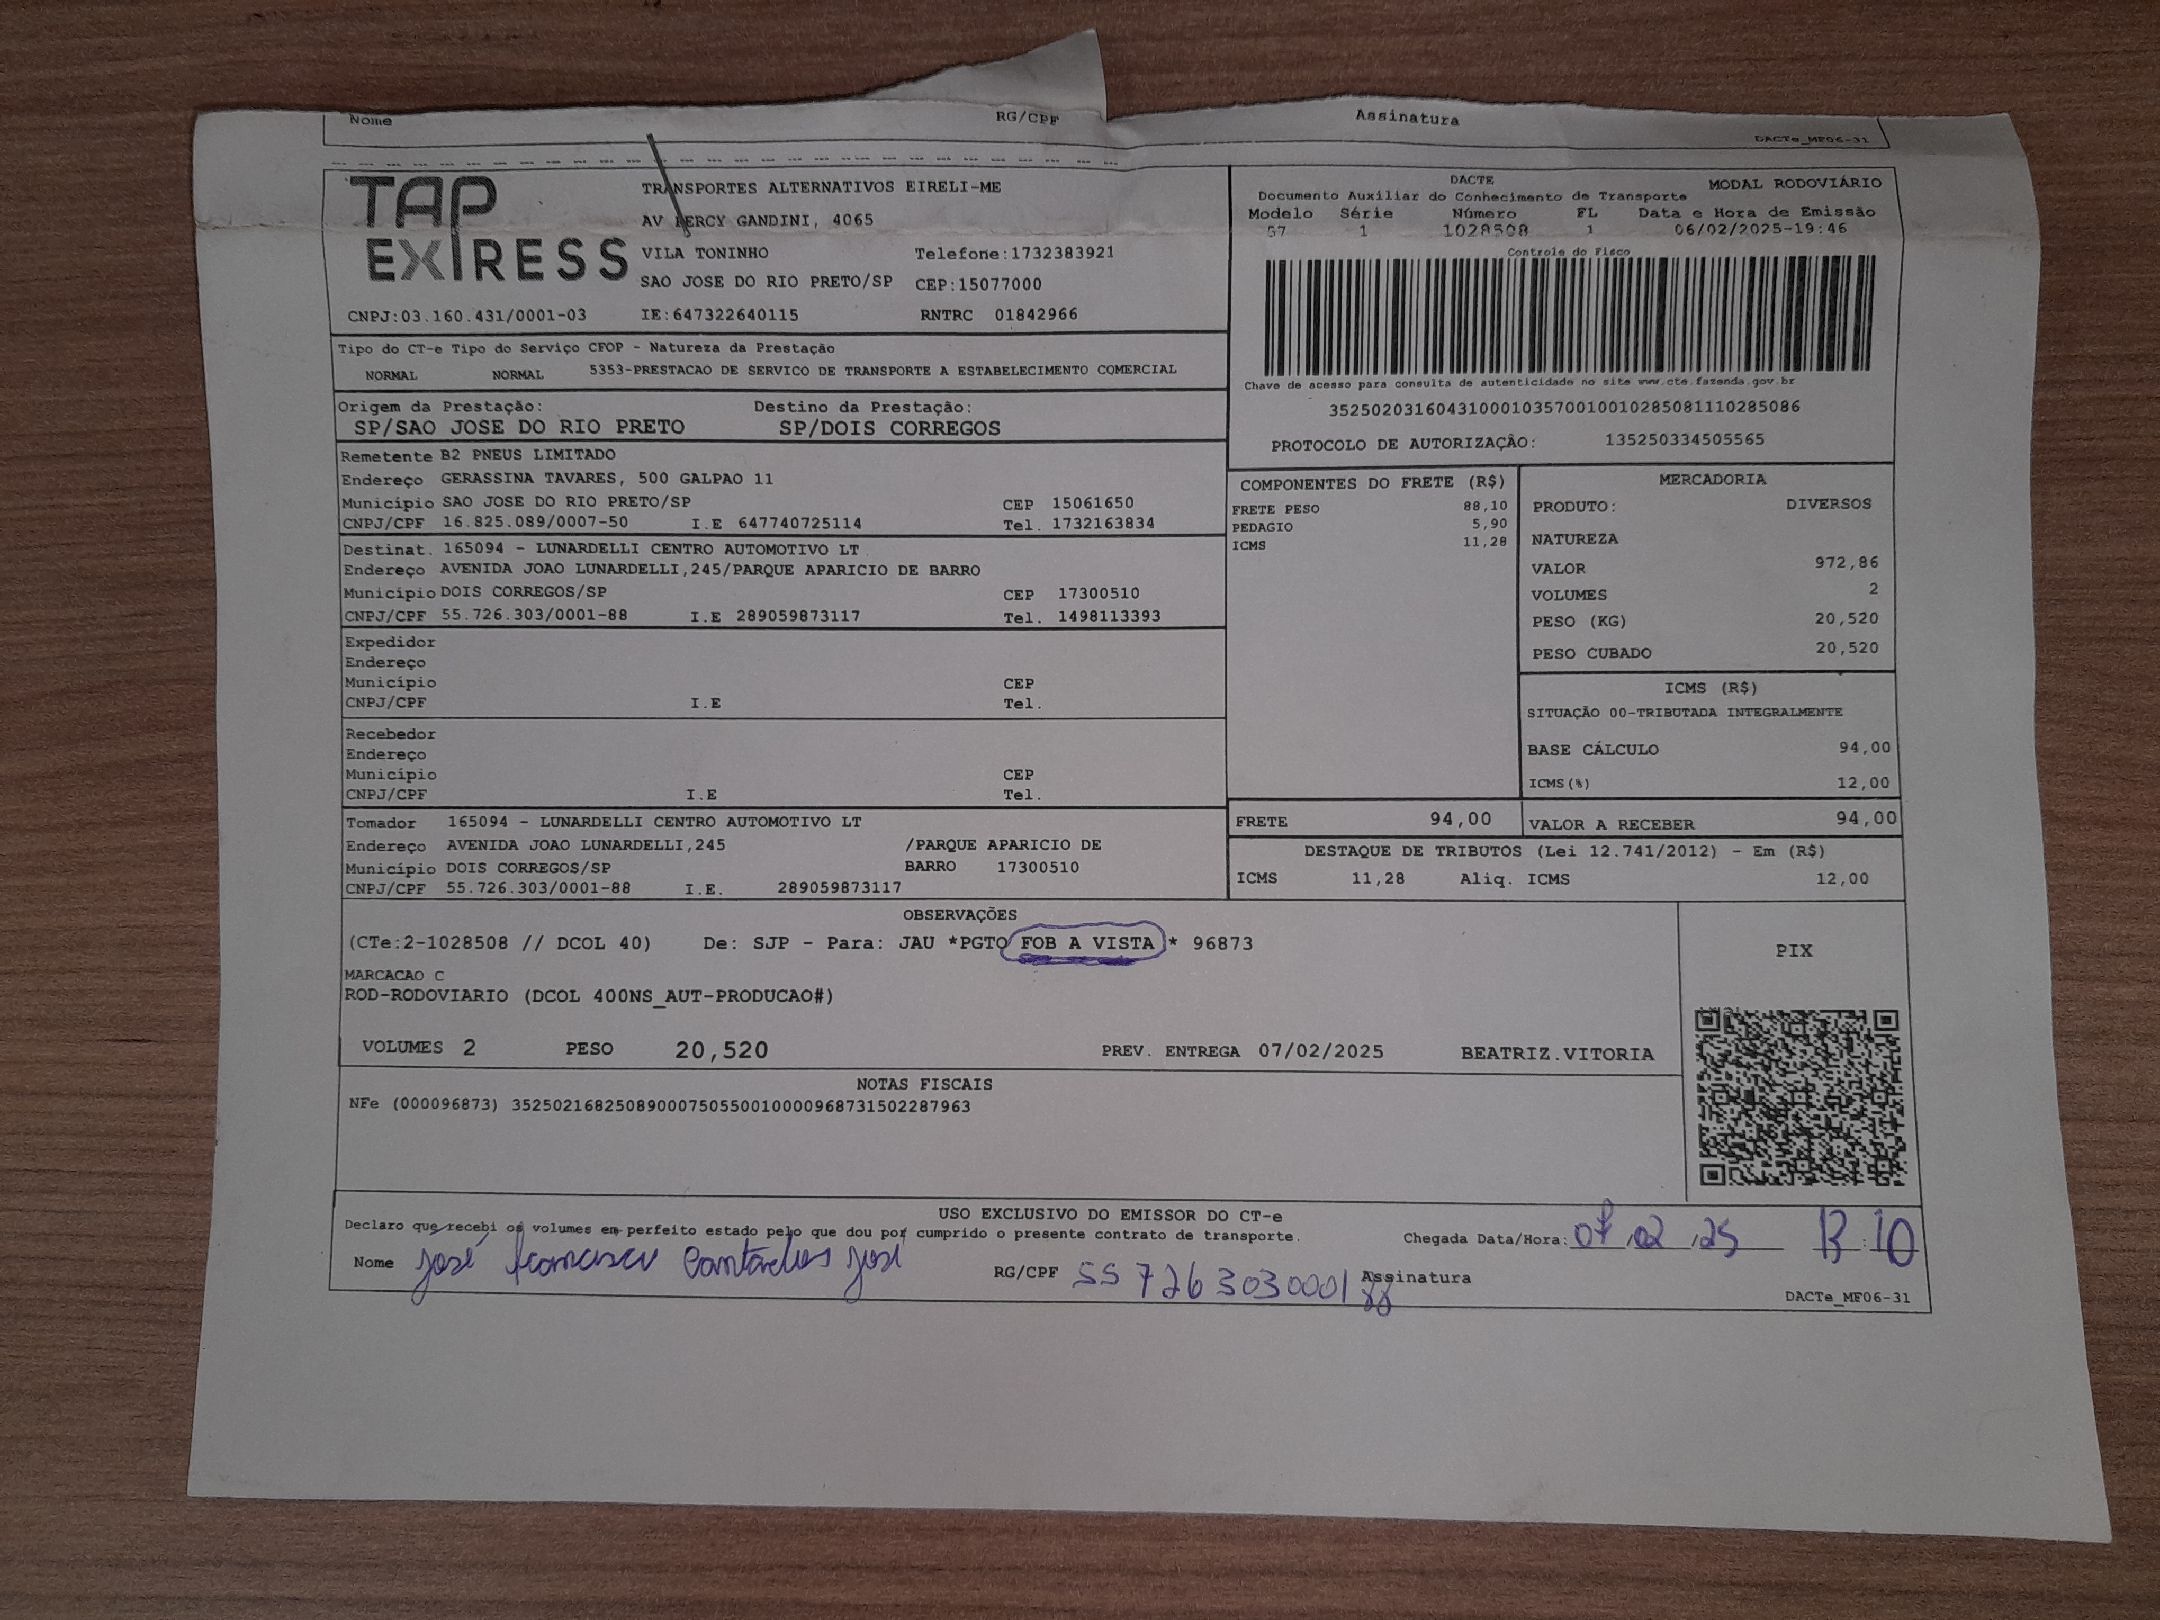 Nome RG/CPF Assinatura
DACTe_MF06-31
TAP EXPRESS
TRANSPORTES ALTERNATIVOS EIRELI-ME
AV PERCY GANDINI, 4065
VILA TONINHO Telefone:1732383921
SAO JOSE DO RIO PRETO/SP CEP:15077000
CNPJ:03.160.431/0001-03 IE:647322640115 RNTRC 01842966
DACTE MODAL RODOVIÁRIO
Documento Auxiliar do Conhecimento de Transporte
Modelo Série Número FL Data e Hora de Emissão
57 1 1028508 1 06/02/2025-19:46
Controle do Fisco
Chave de acesso para consulta de autenticidade no site www.cte.fazenda.gov.br
35250203160431000103570010010285081110285086
PROTOCOLO DE AUTORIZAÇÃO: 135250334505565
Tipo do CT-e Tipo do Serviço CFOP - Natureza da Prestação
NORMAL NORMAL 5353-PRESTACAO DE SERVICO DE TRANSPORTE A ESTABELECIMENTO COMERCIAL
Origem da Prestação: Destino da Prestação:
SP/SAO JOSE DO RIO PRETO SP/DOIS CORREGOS
Remetente B2 PNEUS LIMITADO
Endereço GERASSINA TAVARES, 500 GALPAO 11
Município SAO JOSE DO RIO PRETO/SP CEP 15061650
CNPJ/CPF 16.825.089/0007-50 I.E 647740725114 Tel. 1732163834
Destinat. 165094 - LUNARDELLI CENTRO AUTOMOTIVO LT
Endereço AVENIDA JOAO LUNARDELLI,245/PARQUE APARICIO DE BARRO
Município DOIS CORREGOS/SP CEP 17300510
CNPJ/CPF 55.726.303/0001-88 I.E 289059873117 Tel. 1498113393
Expedidor
Endereço
Município CEP
CNPJ/CPF I.E Tel.
Recebedor
Endereço
Município CEP
CNPJ/CPF I.E Tel.
Tomador 165094 - LUNARDELLI CENTRO AUTOMOTIVO LT
Endereço AVENIDA JOAO LUNARDELLI,245 /PARQUE APARICIO DE
Município DOIS CORREGOS/SP BARRO 17300510
CNPJ/CPF 55.726.303/0001-88 I.E. 289059873117
COMPONENTES DO FRETE (R$)
FRETE PESO 88,10
PEDAGIO 5,90
ICMS 11,28
MERCADORIA
PRODUTO: DIVERSOS
NATUREZA
VALOR 972,86
VOLUMES 2
PESO (KG) 20,520
PESO CUBADO 20,520
ICMS (R$)
SITUAÇÃO 00-TRIBUTADA INTEGRALMENTE
BASE CÁLCULO 94,00
ICMS(%) 12,00
FRETE 94,00 VALOR A RECEBER 94,00
DESTAQUE DE TRIBUTOS (Lei 12.741/2012) - Em (R$)
ICMS 11,28 Aliq. ICMS 12,00
OBSERVAÇÕES
(CTe:2-1028508 // DCOL 40) De: SJP - Para: JAU *PGTO FOB A VISTA * 96873
MARCACAO C
ROD-RODOVIARIO (DCOL 400NS_AUT-PRODUCAO#)
VOLUMES 2 PESO 20,520 PREV. ENTREGA 07/02/2025 BEATRIZ.VITORIA
PIX
NOTAS FISCAIS
NFe (000096873) 35250216825089000750550010000968731502287963
USO EXCLUSIVO DO EMISSOR DO CT-e
Declaro que recebi os volumes em perfeito estado pelo que dou por cumprido o presente contrato de transporte.
Chegada Data/Hora: 07 02 25 13:10
Nome José francisco José RG/CPF 55 726 3030001 88 Assinatura
DACTe_MF06-31